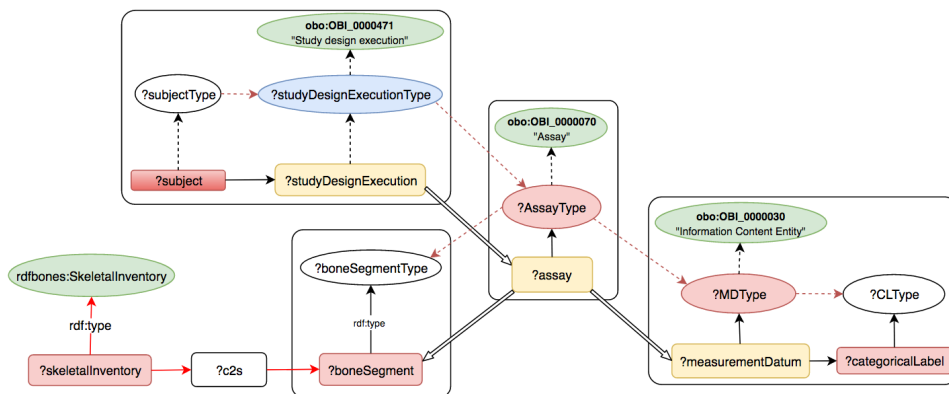 obo:OBI_0000471
"Study design execution"
?subjectType
?studyDesignExecutionType
?subject
?studyDesignExecution
obo:OBI_0000070
"Assay"
?AssayType
?assay
obo:OBI_0000030
"Information Content Entity"
?MDType
?CLType
?measurementDatum
?categoricalLabel
?boneSegmentType
rdf:type
?boneSegment
rdfbones:SkeletalInventory
rdf:type
?skeletalInventory
?c2s